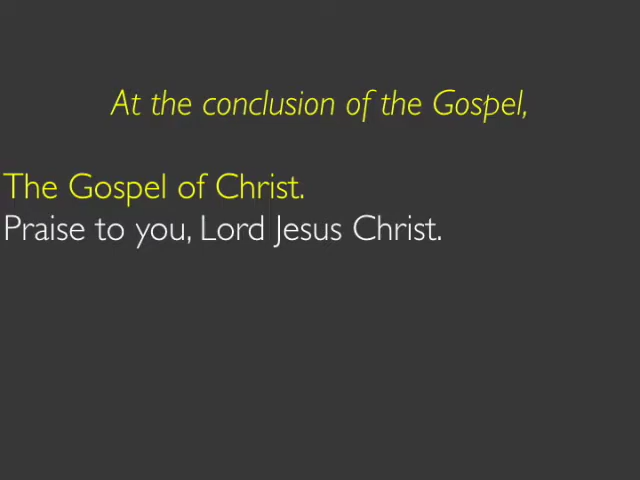 At the conclusion of the Gospel,
The Gospel of Christ.
Praise to you, Lord Jesus Christ.